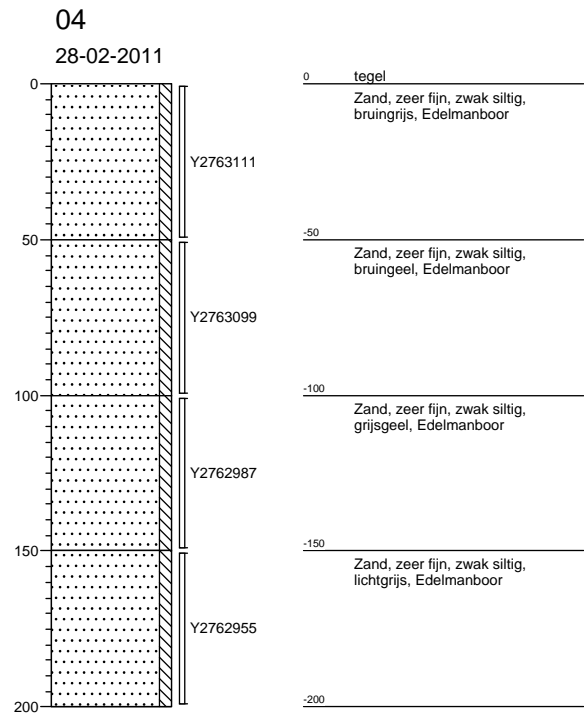 04
28-02-2011
0
50
100
150
200
Y2763111
Y2763099
Y2762987
Y2762955
0 tegel
Zand, zeer fijn, zwak siltig,
bruingrijs, Edelmanboor
-50
Zand, zeer fijn, zwak siltig,
bruingeel, Edelmanboor
-100
Zand, zeer fijn, zwak siltig,
grijsgeel, Edelmanboor
-150
Zand, zeer fijn, zwak siltig,
lichtgrijs, Edelmanboor
-200